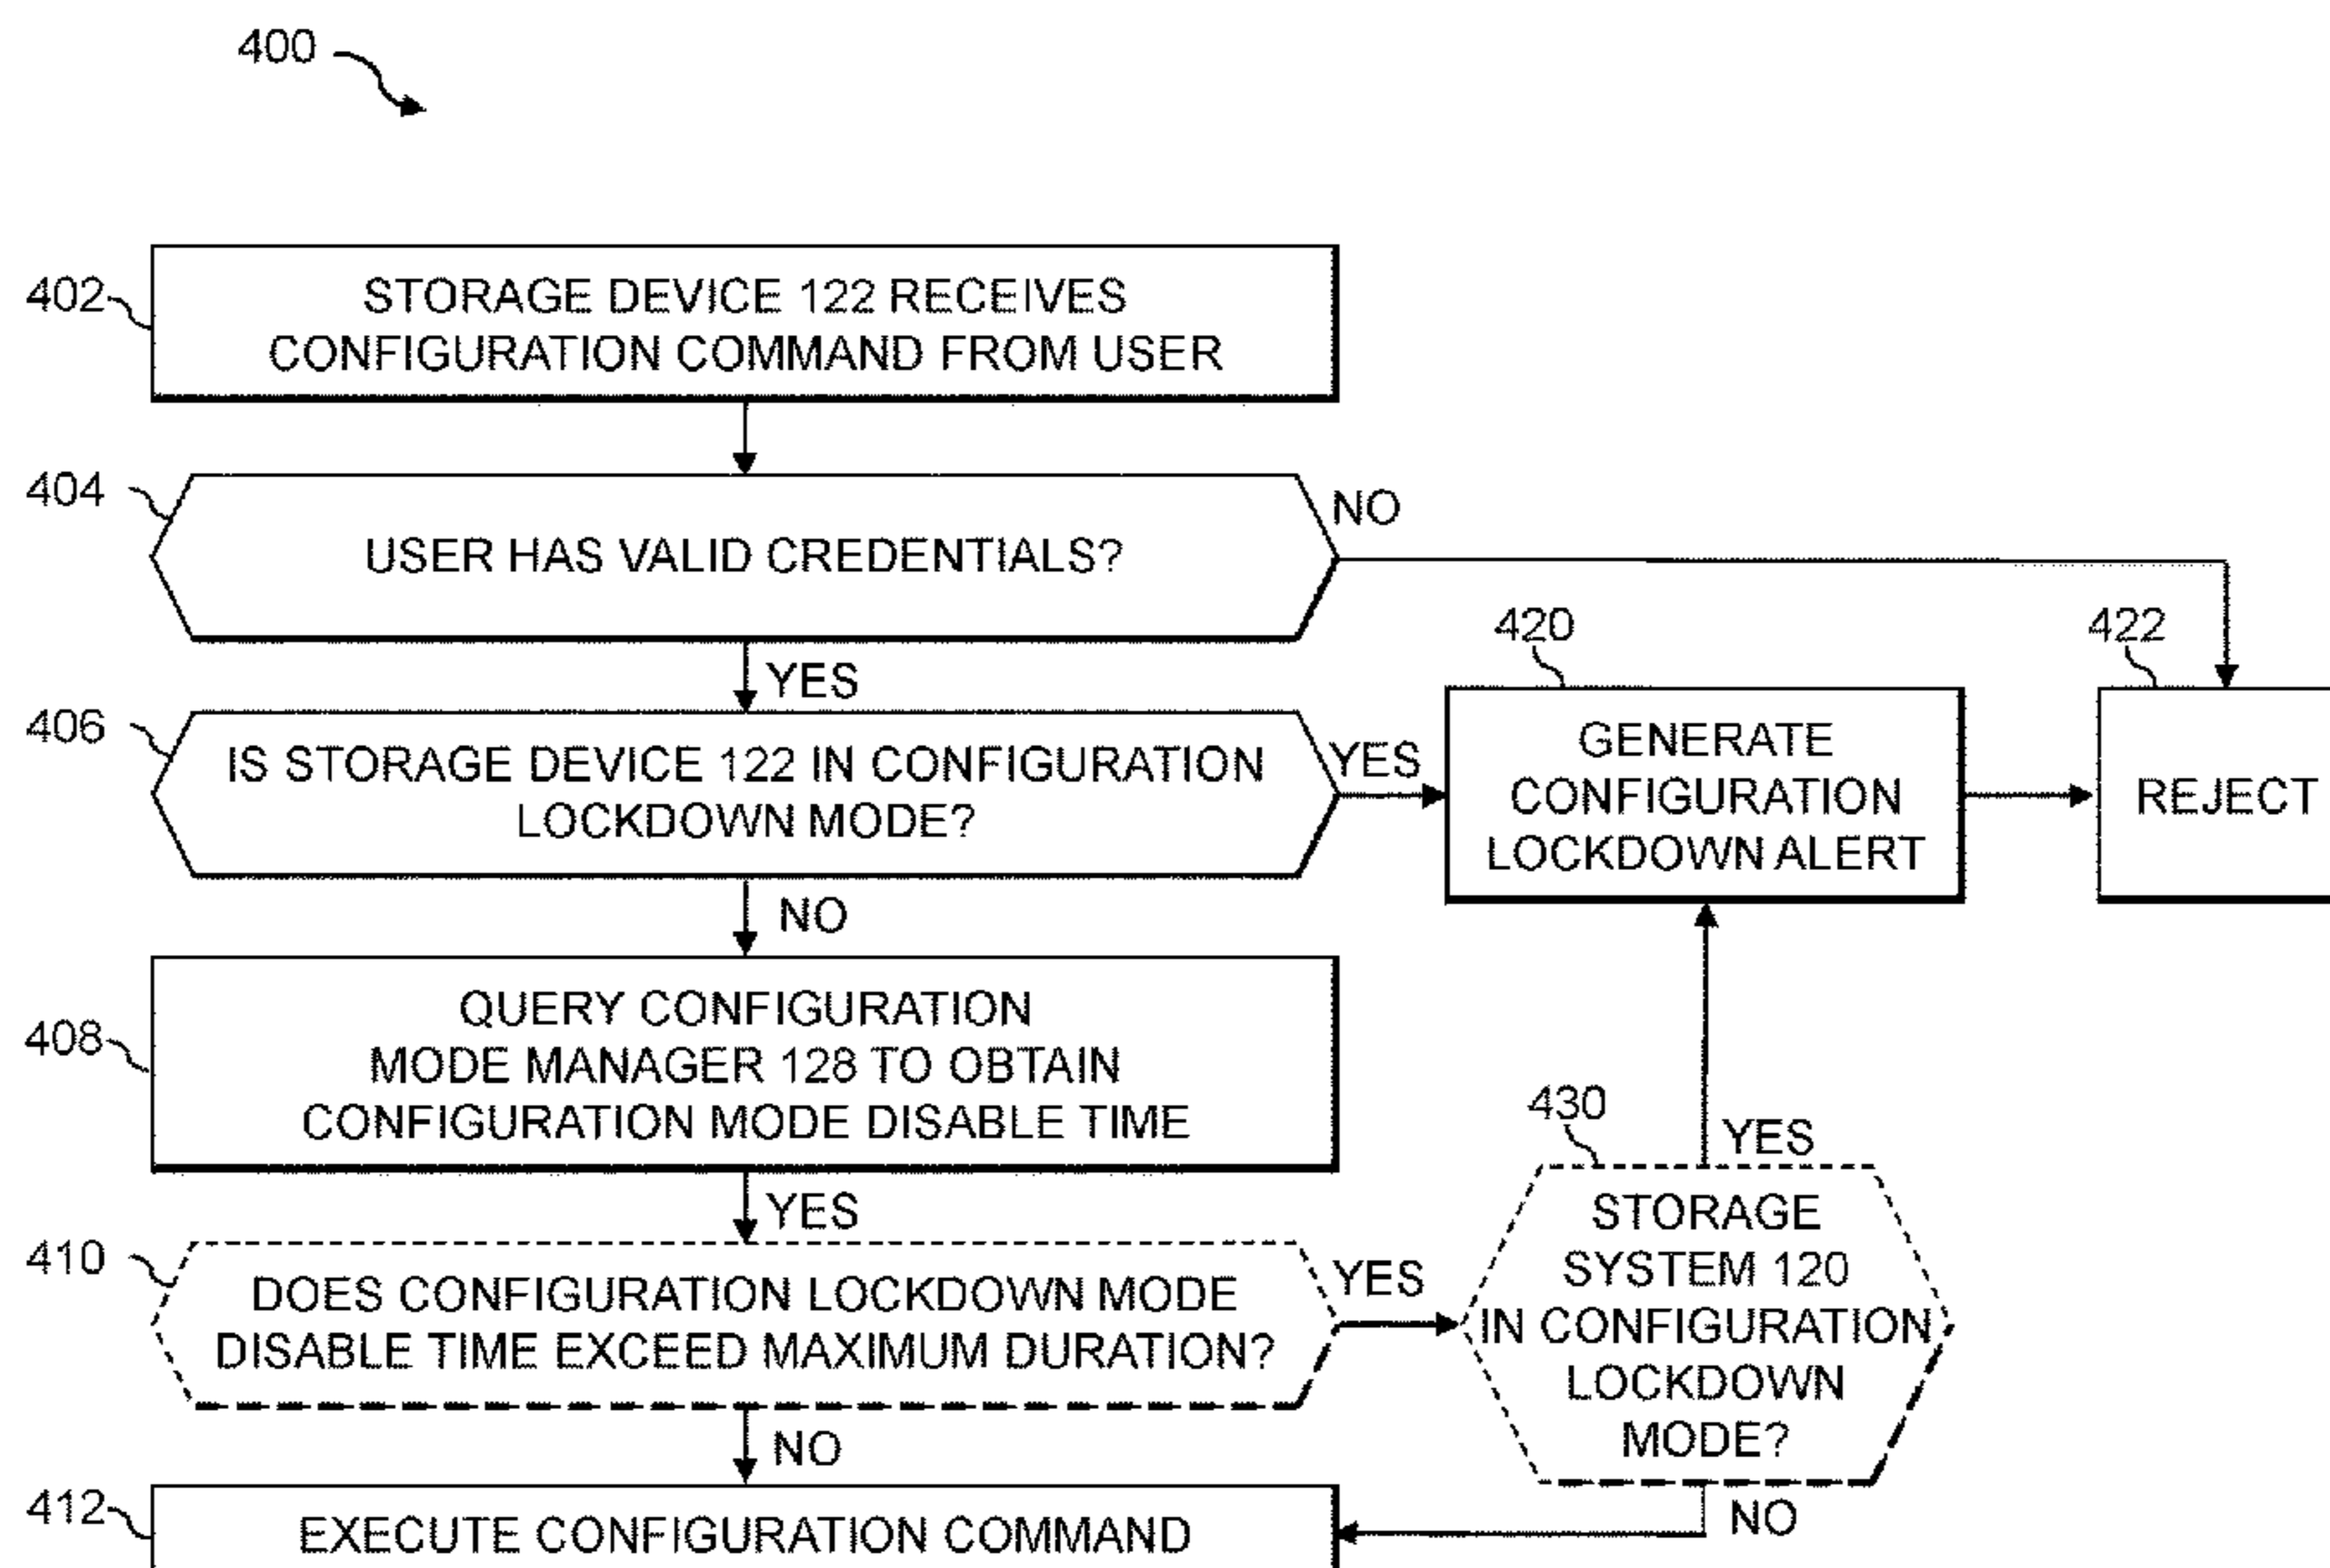 400
402
STORAGE DEVICE 122 RECEIVES
CONFIGURATION COMMAND FROM USER
404
USER HAS VALID CREDENTIALS?
NO
YES
406
IS STORAGE DEVICE 122 IN CONFIGURATION
LOCKDOWN MODE?
YES
420
GENERATE
CONFIGURATION
LOCKDOWN ALERT
422
REJECT
NO
408
QUERY CONFIGURATION
MODE MANAGER 128 TO OBTAIN
CONFIGURATION MODE DISABLE TIME
YES
410
DOES CONFIGURATION LOCKDOWN MODE
DISABLE TIME EXCEED MAXIMUM DURATION?
YES
430
YES
STORAGE
SYSTEM 120
IN CONFIGURATION
LOCKDOWN
MODE?
NO
NO
412
EXECUTE CONFIGURATION COMMAND